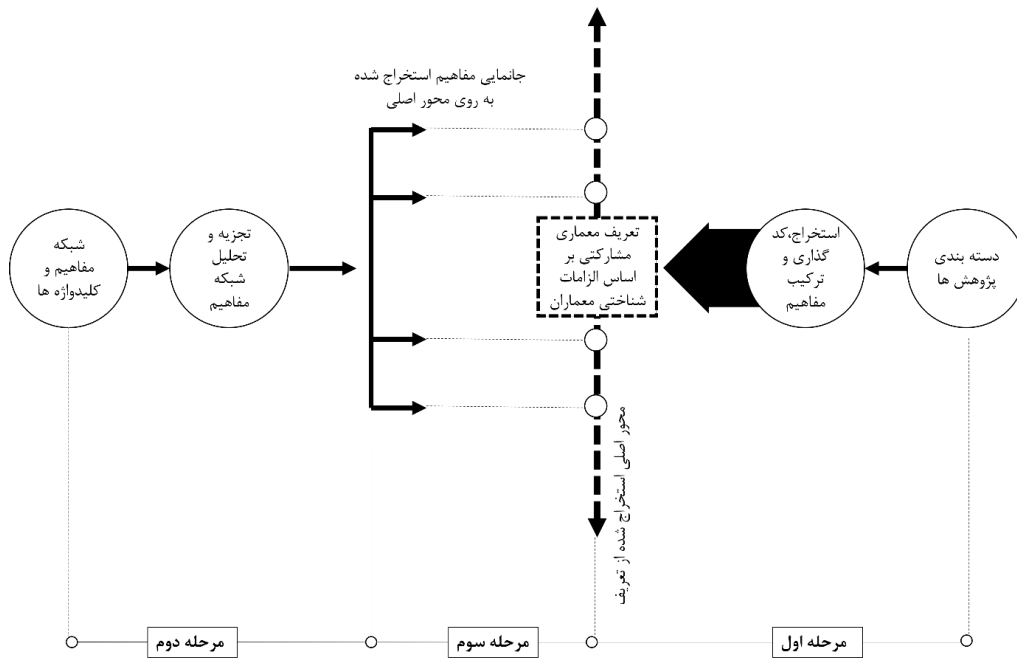 جانمایی مفاهیم استخراج شده
به روی محور اصلی
دسته بندی
پژوهش ها
استخراج،کد
گذاری و
ترکیب
مفاهیم
تعریف معماری
مشارکتی بر
اساس الزامات
شناختی معماران
تجزیه و
تحلیل
شبکه
مفاهیم
شبکه
مفاهیم و
کلیدواژه ها
محور اصلی استخراج شده از تعریف
مرحله اول
مرحله سوم
مرحله دوم